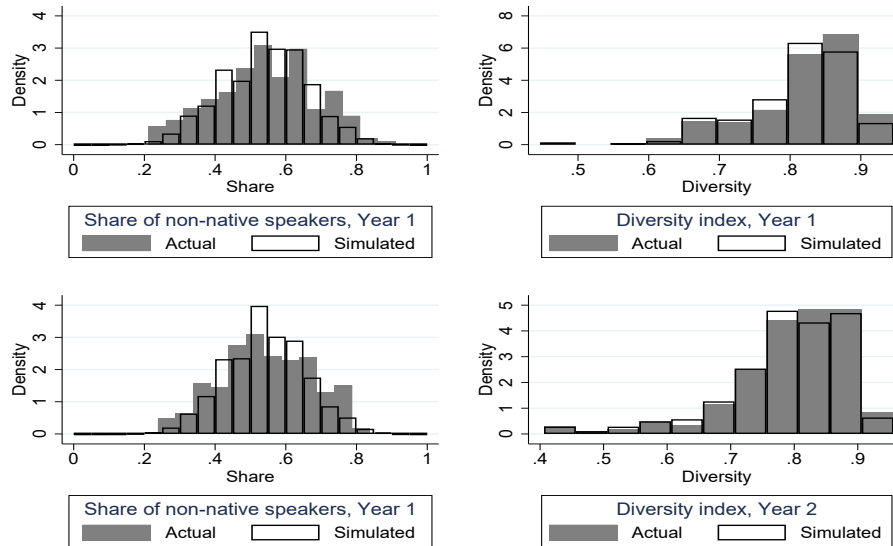 4
3
2
1
0
Density
0 .2 .4 .6 .8 1
Share
Share of non-native speakers, Year 1
Actual Simulated
8
6
4
2
0
Density
.5 .6 .7 .8 .9
Diversity
Diversity index, Year 1
Actual Simulated
4
3
2
1
0
Density
0 .2 .4 .6 .8 1
Share
Share of non-native speakers, Year 1
Actual Simulated
5
4
3
2
1
0
Density
.4 .5 .6 .7 .8 .9
Diversity
Diversity index, Year 2
Actual Simulated